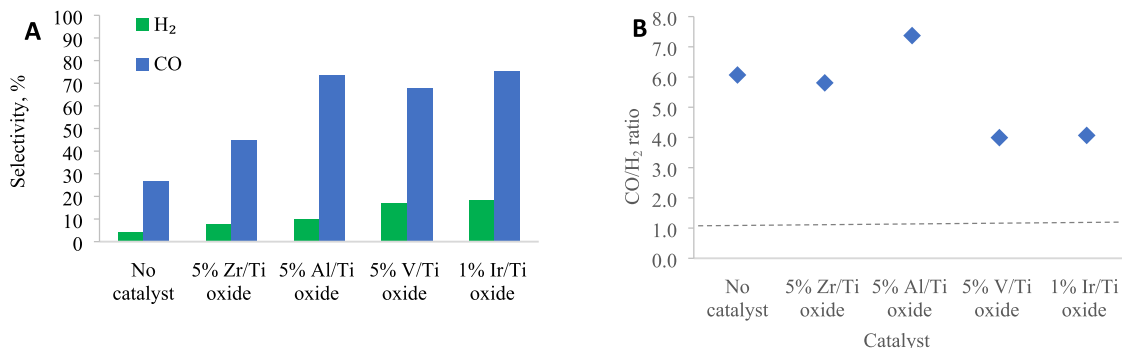 A
H₂
CO
Selectivity, %
100
90
80
70
60
50
40
30
20
10
0
No
catalyst
5% Zr/Ti
oxide
5% Al/Ti
oxide
5% V/Ti
oxide
1% Ir/Ti
oxide
B
CO/H₂ ratio
8.0
7.0
6.0
5.0
4.0
3.0
2.0
1.0
0.0
No
catalyst
5% Zr/Ti
oxide
5% Al/Ti
oxide
5% V/Ti
oxide
1% Ir/Ti
oxide
Catalyst